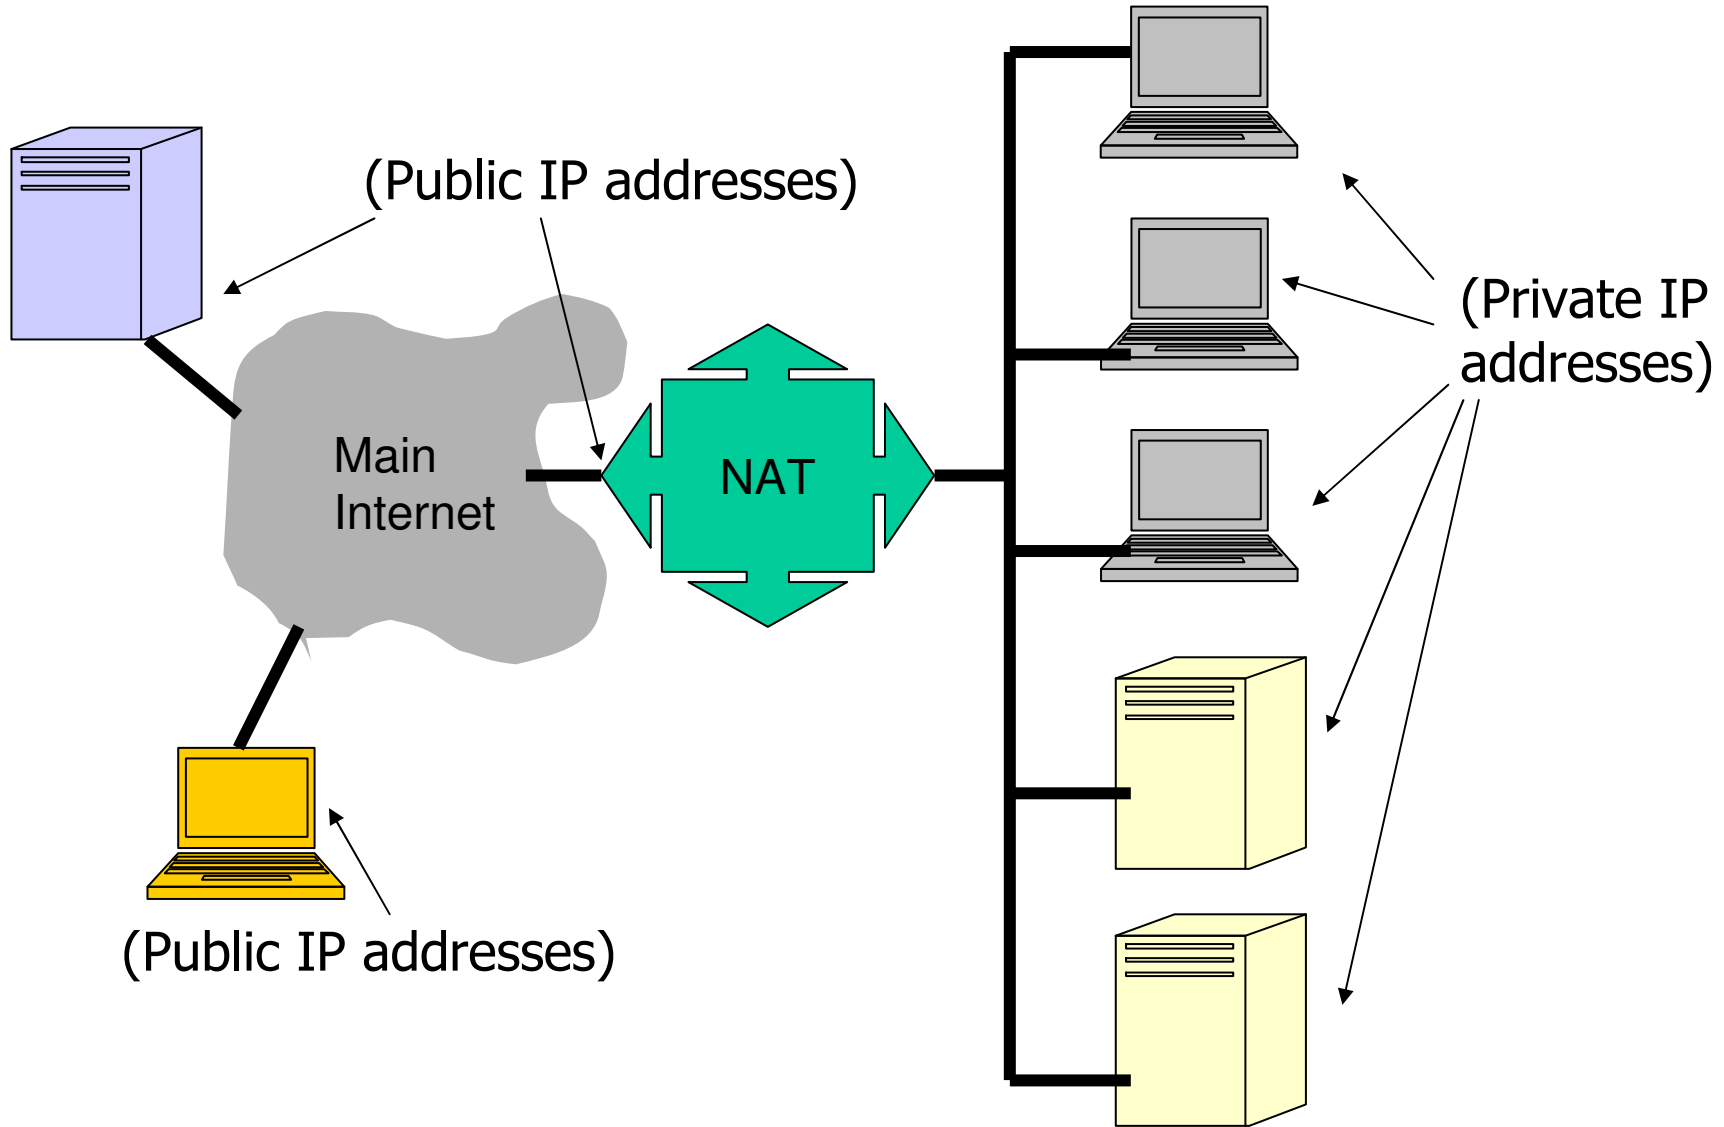 (Public IP addresses)
(Private IP
addresses)
Main
Internet
NAT
(Public IP addresses)